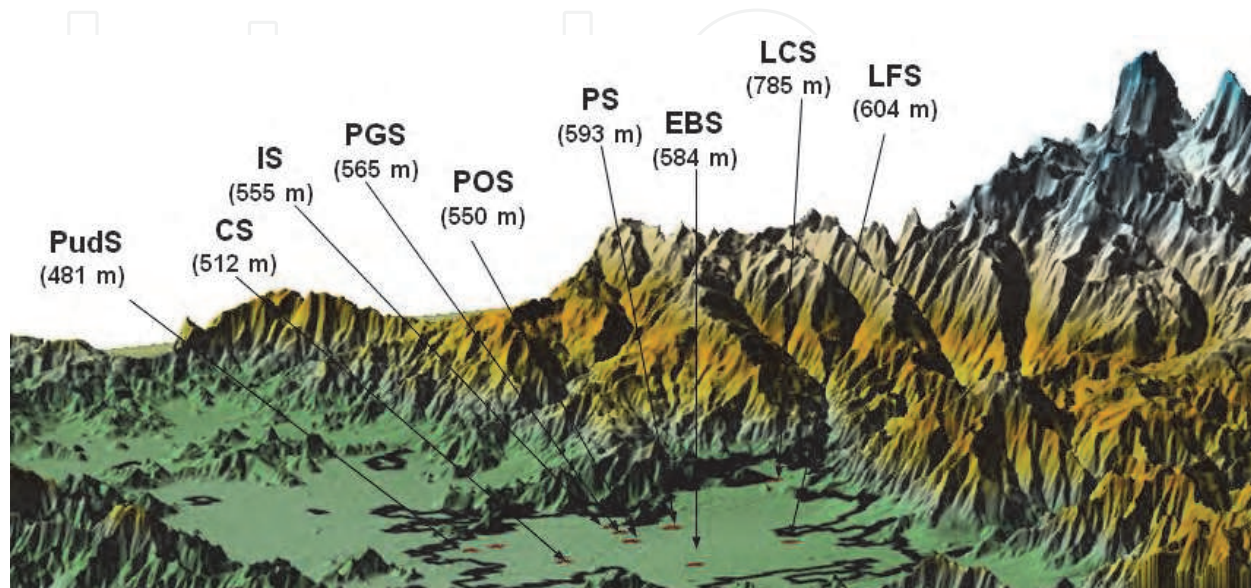 PudS
(481 m)
CS
(512 m)
IS
(555 m)
PGS
(565 m)
POS
(550 m)
PS
(593 m)
EBS
(584 m)
LCS
(785 m)
LFS
(604 m)